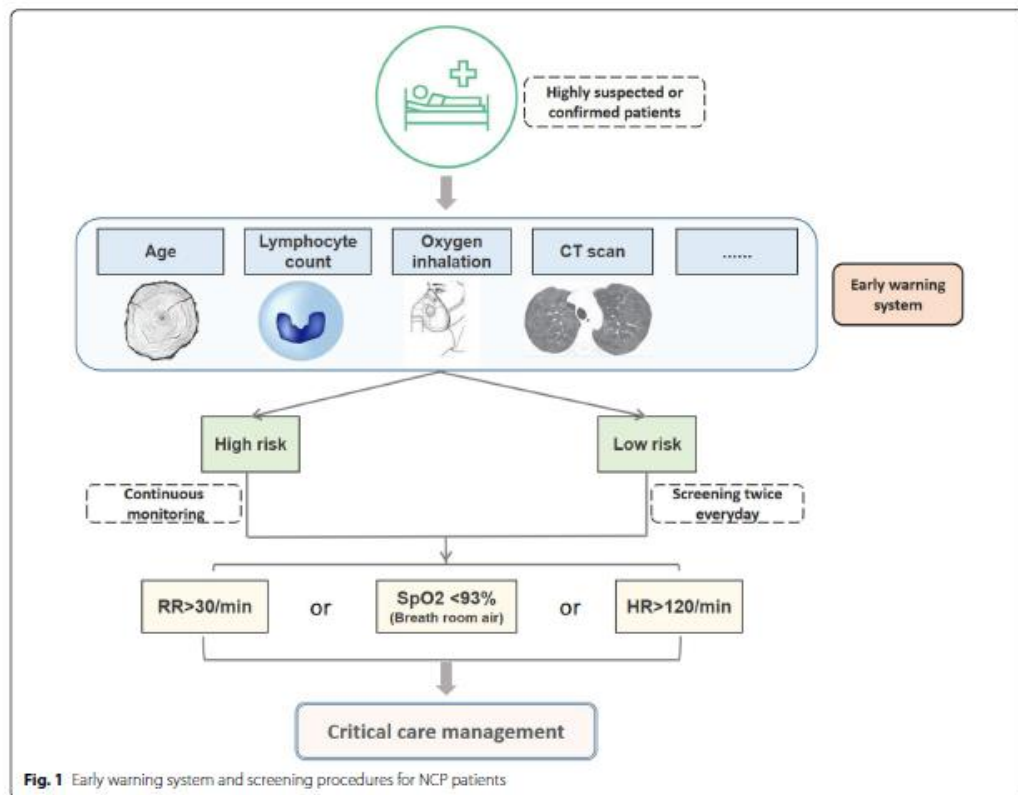 Highly suspected or
confirmed patients
Age
Lymphocyte
count
Oxygen
inhalation
CT scan
......
Early warning
system
High risk
Low risk
Continuous
monitoring
Screening twice
everyday
RR>30/min
or
SpO2 <93%
(Breath room air)
or
HR>120/min
Critical care management
Fig. 1 Early warning system and screening procedures for NCP patients